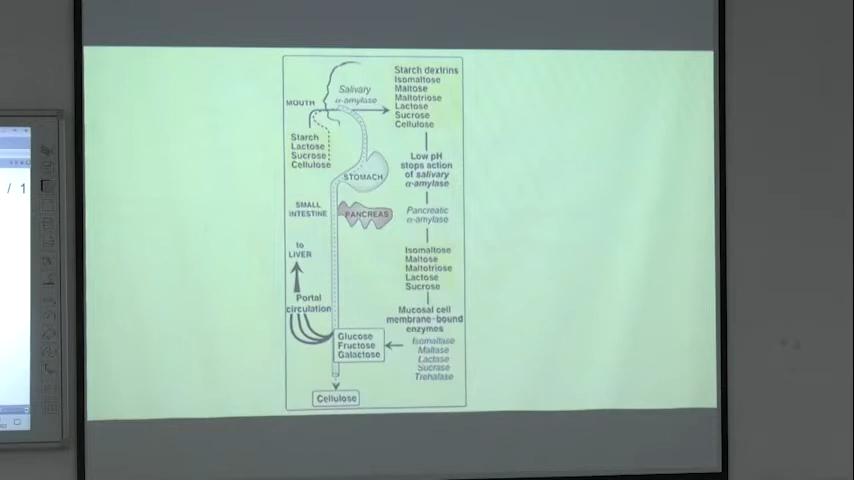 / 1
Salivary
α-amylase
MOUTH
Starch
Lactose
Sucrose
Cellulose
Starch dextrins
Isomaltose
Maltose
Maltotriose
Lactose
Sucrose
Cellulose
Low pH
stops action
of salivary
α-amylase
STOMACH
SMALL
INTESTINE
PANCREAS
Pancreatic
α-amylase
Isomaltose
Maltose
Maltotriose
Lactose
Sucrose
to
LIVER
Portal
circulation
Mucosal cell
membrane-bound
enzymes
Isomaltase
Maltase
Lactase
Sucrase
Trehalase
Glucose
Fructose
Galactose
Cellulose